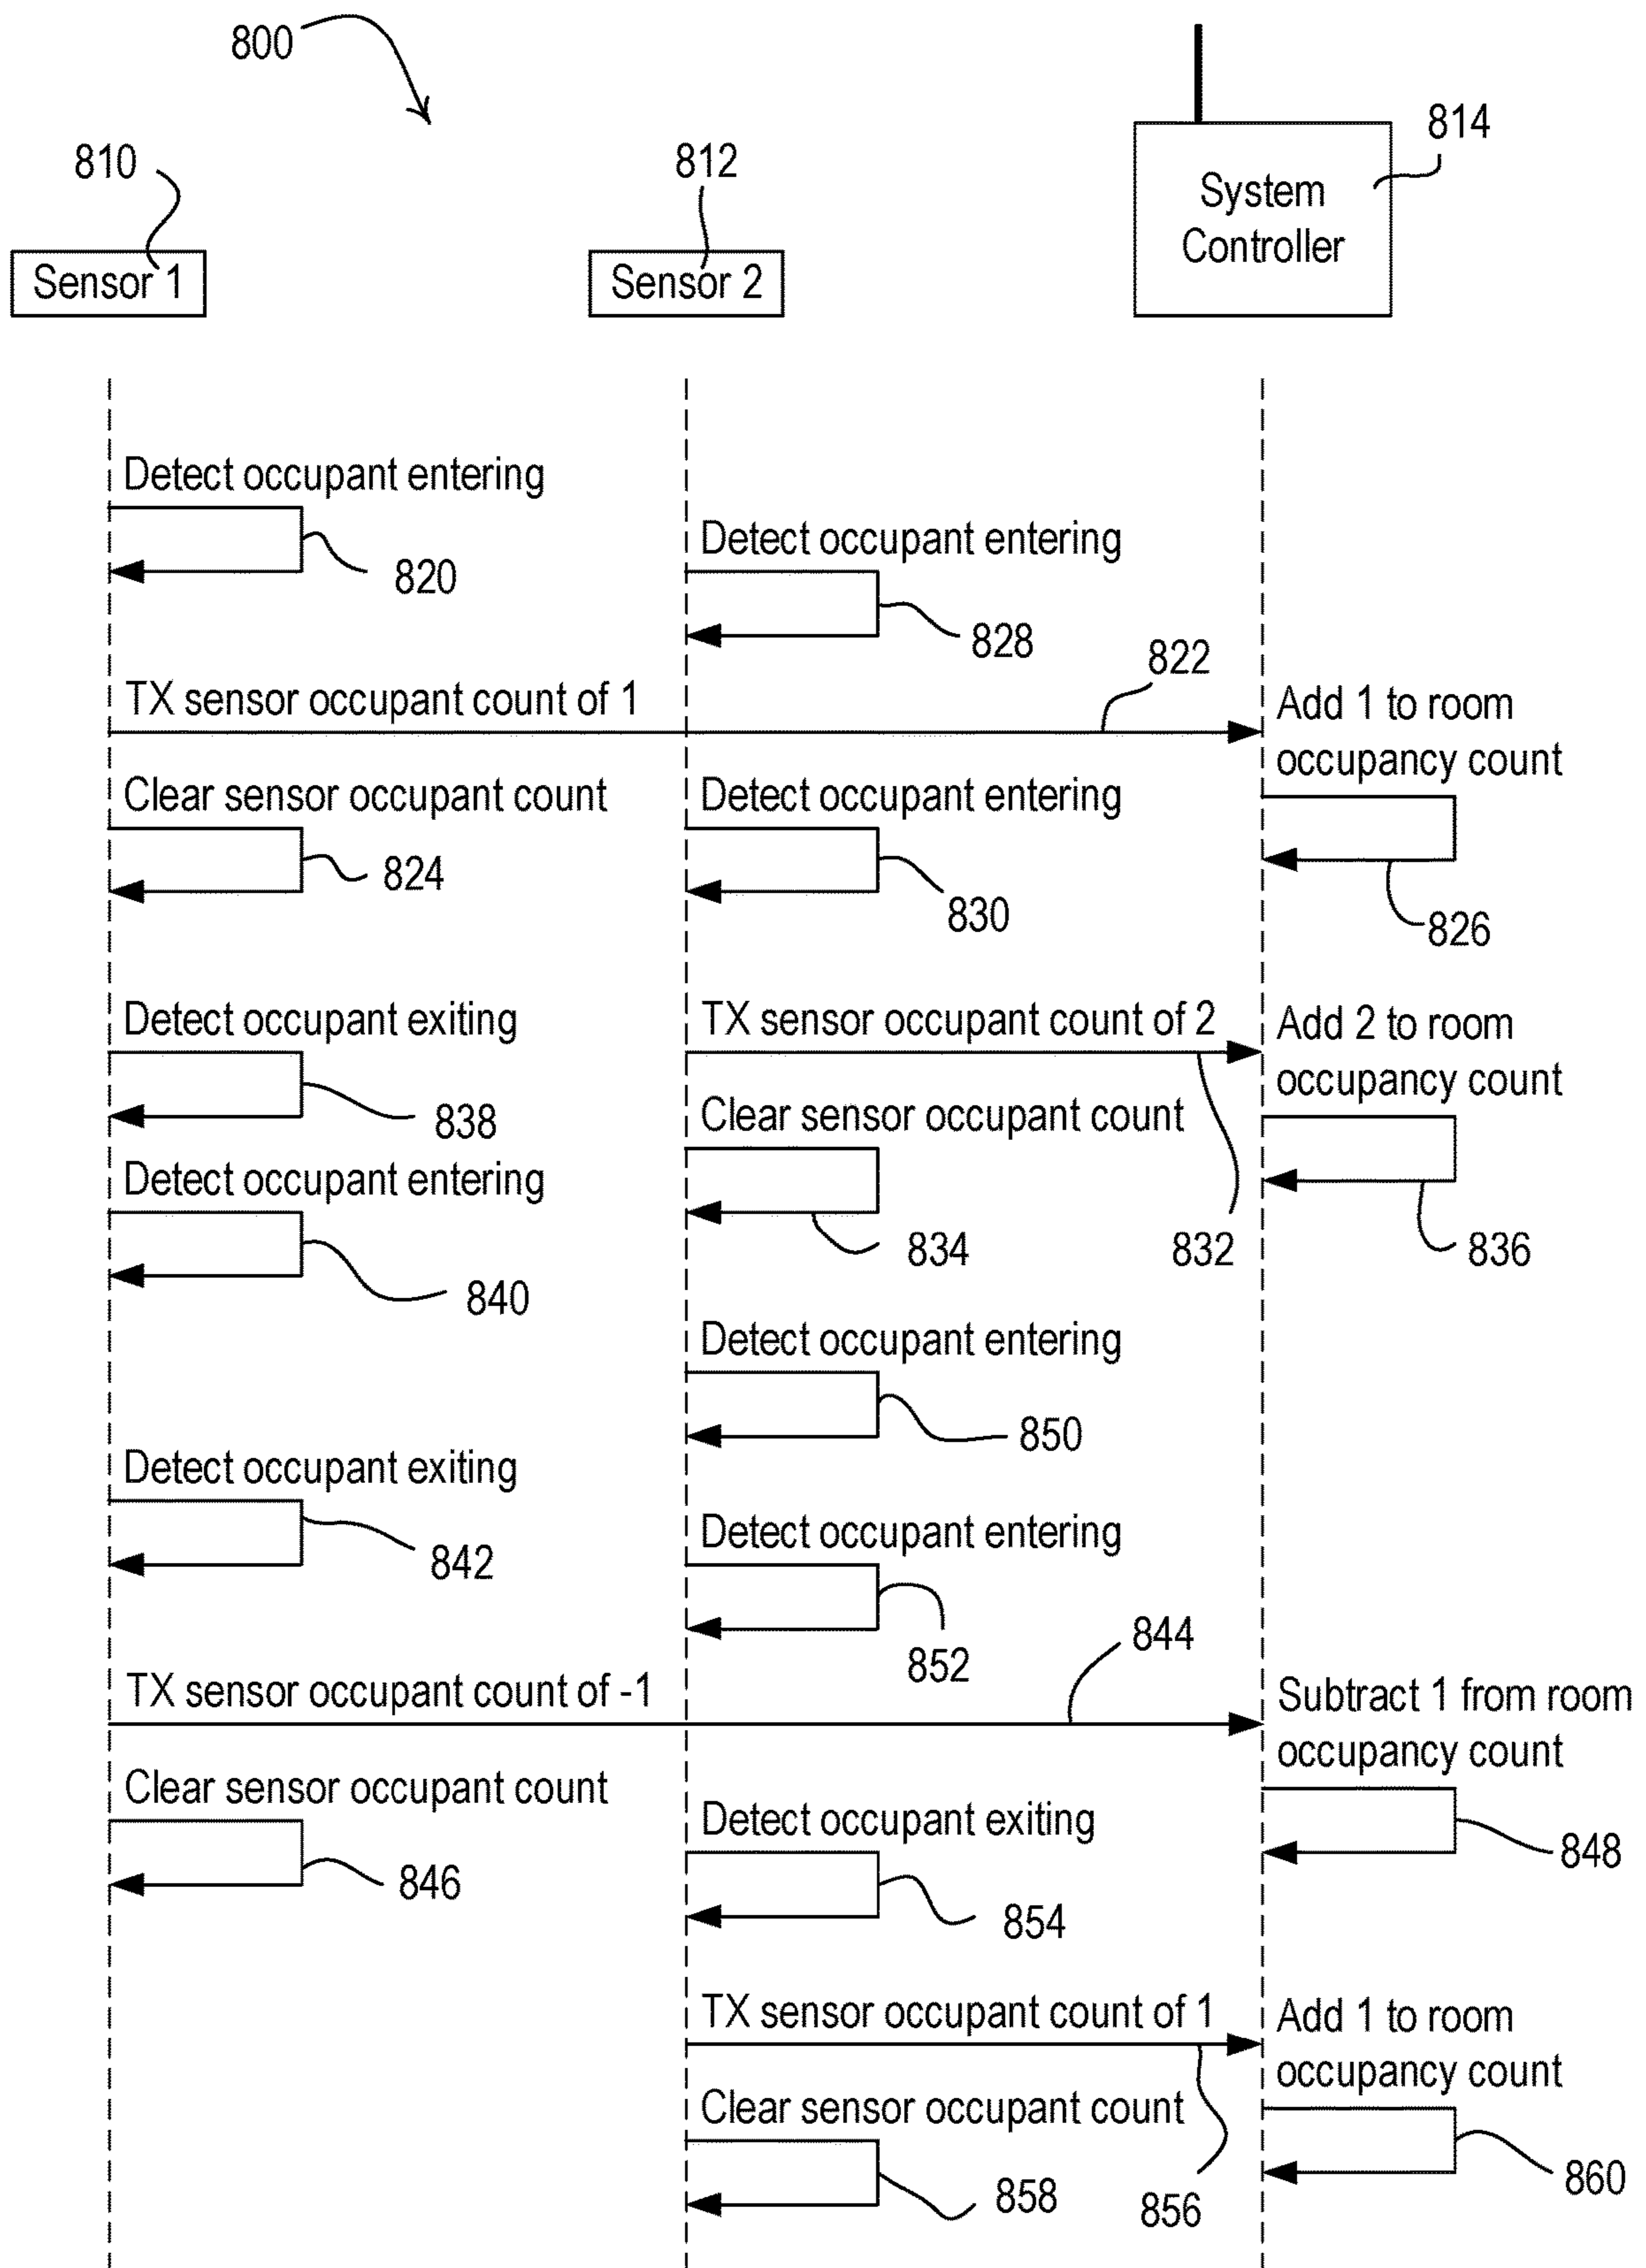 800
810
812
814
Sensor 1
Sensor 2
System
Controller
Detect occupant entering
820
Detect occupant entering
828
822
TX sensor occupant count of 1
Add 1 to room
occupancy count
Clear sensor occupant count
824
Detect occupant entering
830
826
Detect occupant exiting
838
TX sensor occupant count of 2
Add 2 to room
occupancy count
Clear sensor occupant count
834
832
836
Detect occupant entering
840
Detect occupant entering
850
Detect occupant exiting
842
Detect occupant entering
852
844
TX sensor occupant count of -1
Subtract 1 from room
occupancy count
Clear sensor occupant count
846
Detect occupant exiting
854
848
TX sensor occupant count of 1
Add 1 to room
occupancy count
Clear sensor occupant count
858
856
860